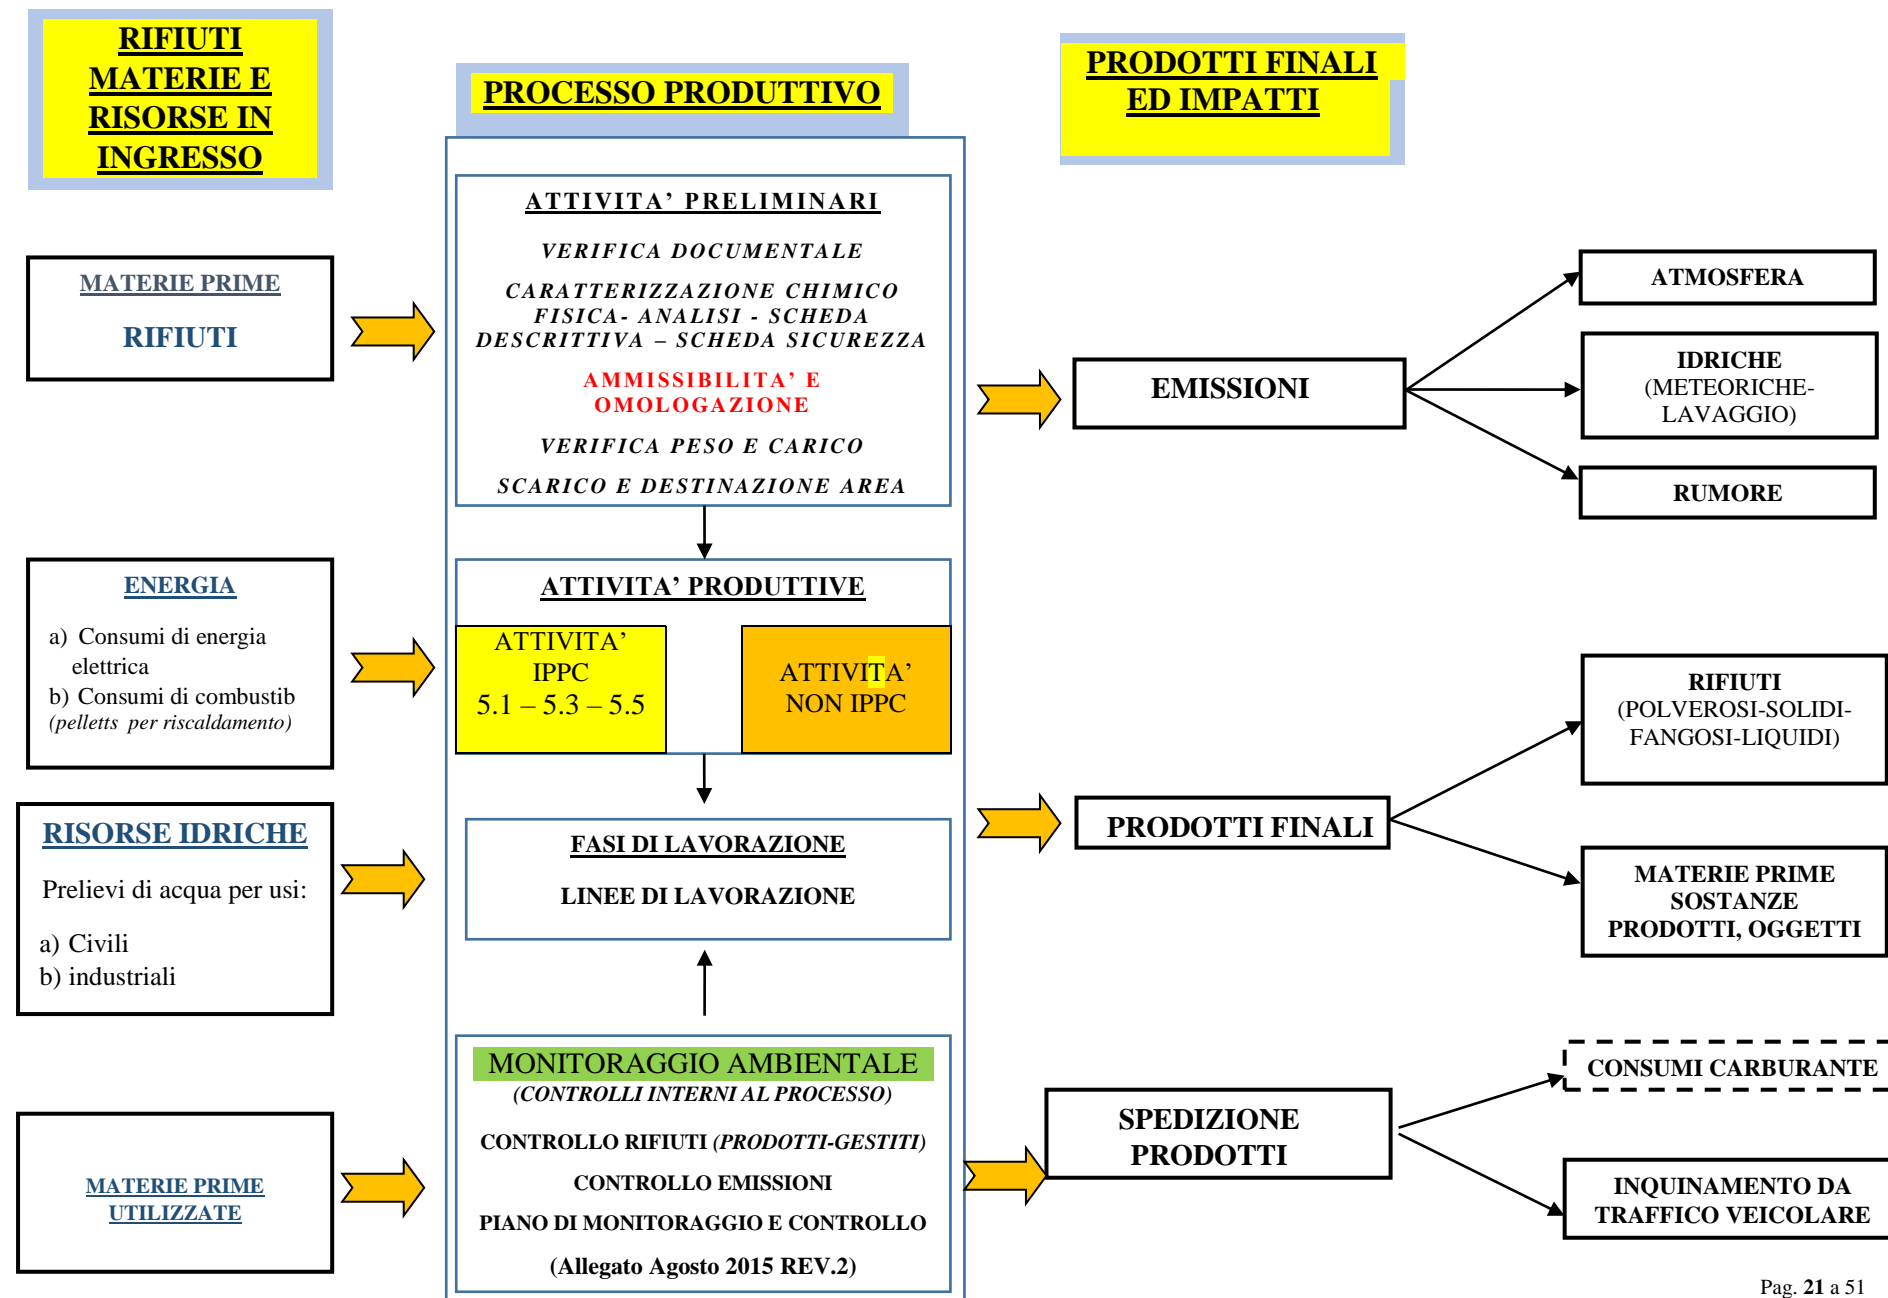 RIFIUTI
MATERIE E
RISORSE IN
INGRESSO
PROCESSO PRODUTTIVO
PRODOTTI FINALI
ED IMPATTI
MATERIE PRIME
RIFIUTI
ENERGIA
a) Consumi di energia
elettrica
b) Consumi di combustib
(pelletts per riscaldamento)
RISORSE IDRICHE
Prelievi di acqua per usi:
a) Civili
b) industriali
MATERIE PRIME
UTILIZZATE
ATTIVITA’ PRELIMINARI
VERIFICA DOCUMENTALE
CARATTERIZZAZIONE CHIMICO
FISICA- ANALISI - SCHEDA
DESCRITTIVA – SCHEDA SICUREZZA
AMMISSIBILITA’ E
OMOLOGAZIONE
VERIFICA PESO E CARICO
SCARICO E DESTINAZIONE AREA
ATTIVITA’ PRODUTTIVE
ATTIVITA’
IPPC
5.1 – 5.3 – 5.5
ATTIVITA’
NON IPPC
FASI DI LAVORAZIONE
LINEE DI LAVORAZIONE
MONITORAGGIO AMBIENTALE
(CONTROLLI INTERNI AL PROCESSO)
CONTROLLO RIFIUTI (PRODOTTI-GESTITI)
CONTROLLO EMISSIONI
PIANO DI MONITORAGGIO E CONTROLLO
(Allegato Agosto 2015 REV.2)
EMISSIONI
ATMOSFERA
IDRICHE
(METEORICHE-
LAVAGGIO)
RUMORE
PRODOTTI FINALI
RIFIUTI
(POLVEROSI-SOLIDI-
FANGOSI-LIQUIDI)
MATERIE PRIME
SOSTANZE
PRODOTTI, OGGETTI
SPEDIZIONE
PRODOTTI
CONSUMI CARBURANTE
INQUINAMENTO DA
TRAFFICO VEICOLARE
Pag. 21 a 51